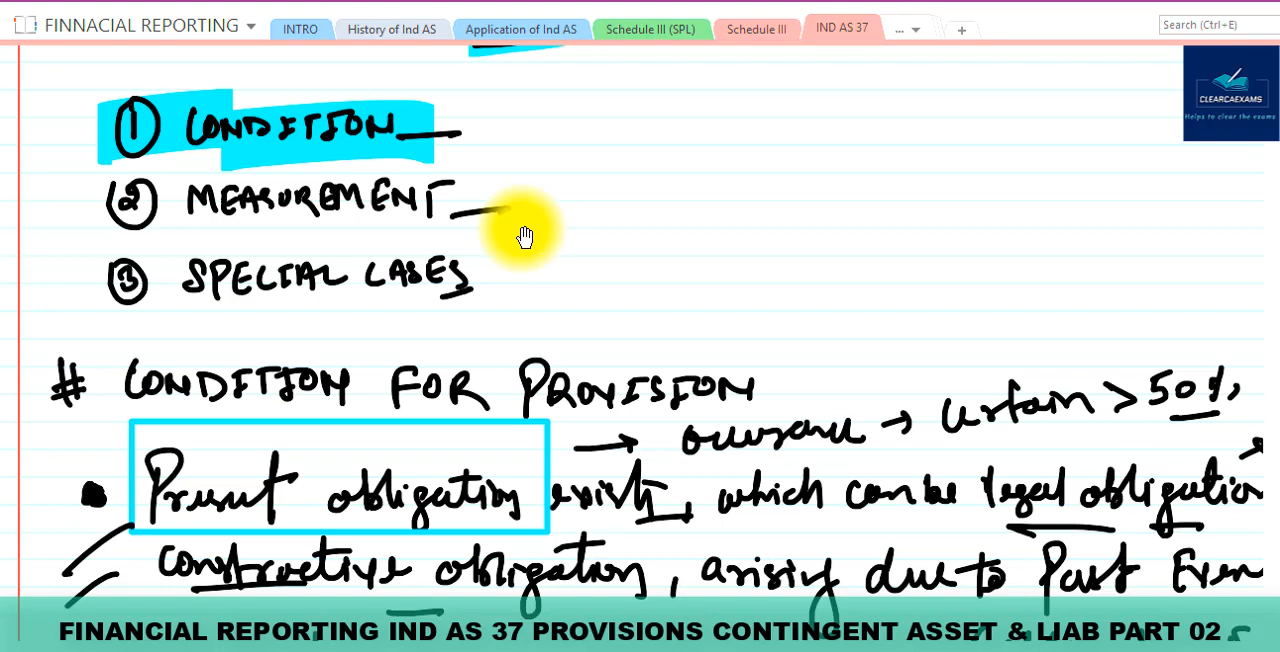 FINNACIAL REPORTING
INTRO
History of Ind AS
Application of Ind AS
Schedule III (SPL)
Schedule III
IND AS 37
...
+
Search (Ctrl+E)
CLEARCAEXAMS
Helps to clear the exams
① CONDITION
② MEASUREMENT
③ SPECIAL CASES
# CONDITION FOR PROVISION
→ → certain > 50%
• Present obligation exists, which can be legal obligation
constructive obligation, arising due to Past Even
FINANCIAL REPORTING IND AS 37 PROVISIONS CONTINGENT ASSET & LIAB PART 02